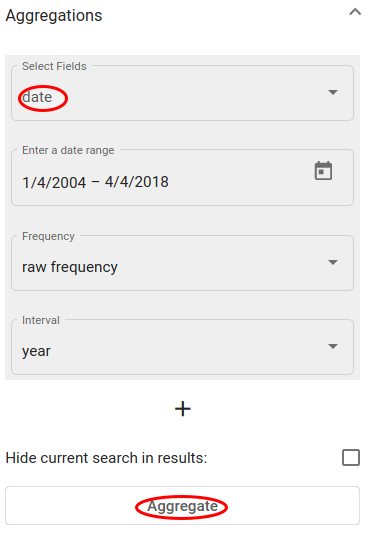 Aggregations
Select Fields
date
Enter a date range
1/4/2004 – 4/4/2018
Frequency
raw frequency
Interval
year
+
Hide current search in results:
Aggregate